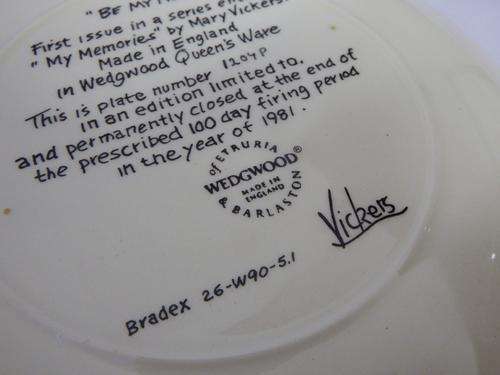 "BE MY
First issue in a series
"My Memories" by Mary Vickers.
Made in England
in Wedgwood Queen's Ware
This is plate number 1204P
in an edition limited to,
and permanently closed at the end of
the prescribed 100 day firing period
in the year of 1981.
of ETRURIA
WEDGWOOD®
MADE IN
ENGLAND
& BARLASTON
Vickers
Bradex 26-W90-5.1